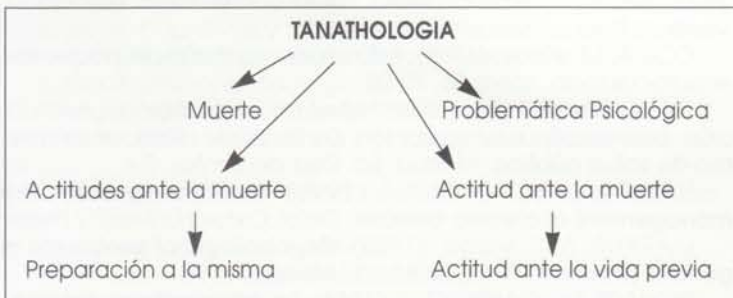 TANATHOLOGIA
Muerte Problemática Psicológica
Actitudes ante la muerte Actitud ante la muerte
Preparación a la misma Actitud ante la vida previa